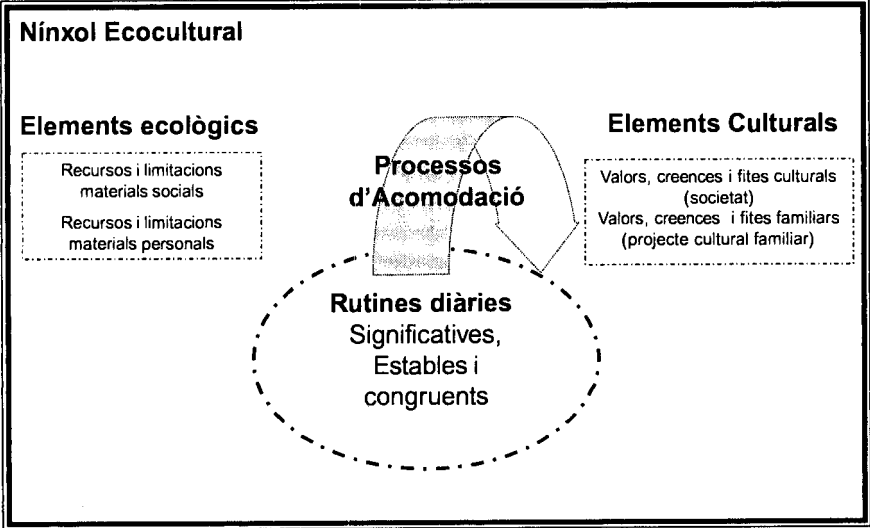 Nínxol Ecocultural
Elements ecològics
Recursos i limitacions
materials socials
Recursos i limitacions
materials personals
Processos
d'Acomodació
Elements Culturals
Valors, creences i fites culturals
(societat)
Valors, creences i fites familiars
(projecte cultural familiar)
Rutines diàries
Significatives,
Estables i
congruents